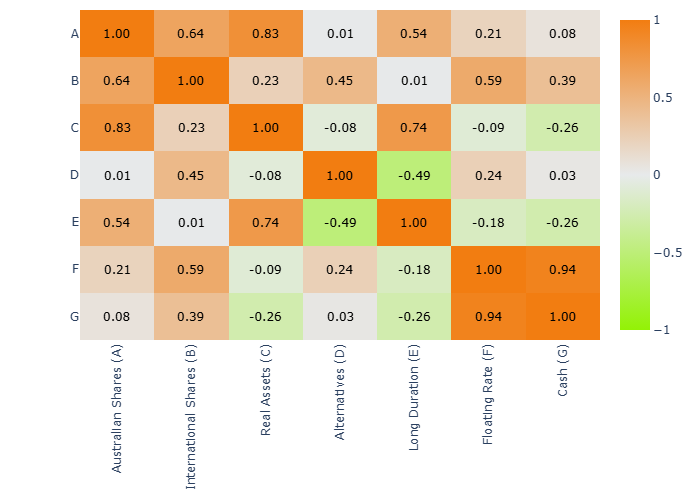 A 1.00 0.64 0.83 0.01 0.54 0.21 0.08
B 0.64 1.00 0.23 0.45 0.01 0.59 0.39
C 0.83 0.23 1.00 -0.08 0.74 -0.09 -0.26
D 0.01 0.45 -0.08 1.00 -0.49 0.24 0.03
E 0.54 0.01 0.74 -0.49 1.00 -0.18 -0.26
F 0.21 0.59 -0.09 0.24 -0.18 1.00 0.94
G 0.08 0.39 -0.26 0.03 -0.26 0.94 1.00
Australian Shares (A)
International Shares (B)
Real Assets (C)
Alternatives (D)
Long Duration (E)
Floating Rate (F)
Cash (G)
1
0.5
0
−0.5
−1